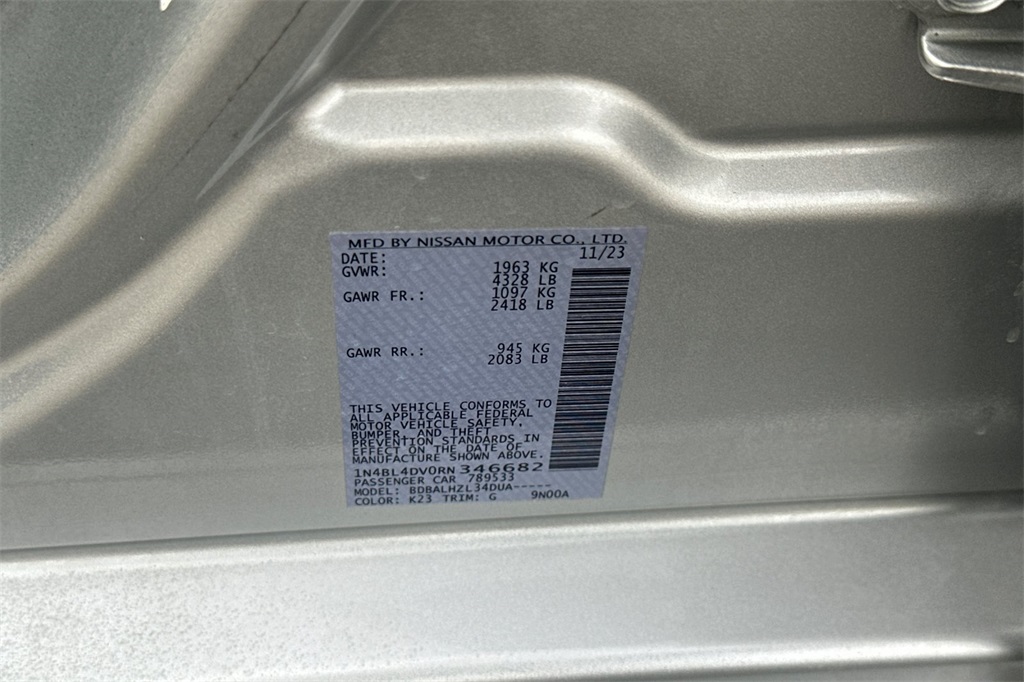 MFD BY NISSAN MOTOR CO., LTD.
DATE: 11/23
GVWR: 1963 KG
4328 LB
GAWR FR.: 1097 KG
2418 LB
GAWR RR.: 945 KG
2083 LB
THIS VEHICLE CONFORMS TO
ALL APPLICABLE FEDERAL
MOTOR VEHICLE SAFETY,
BUMPER, AND THEFT
PREVENTION STANDARDS IN
EFFECT ON THE DATE OF
MANUFACTURE SHOWN ABOVE.
1N4BL4DV0RN346682
PASSENGER CAR 789533
MODEL: BDBALHZL34DUA-----
COLOR: K23 TRIM: G 9N00A